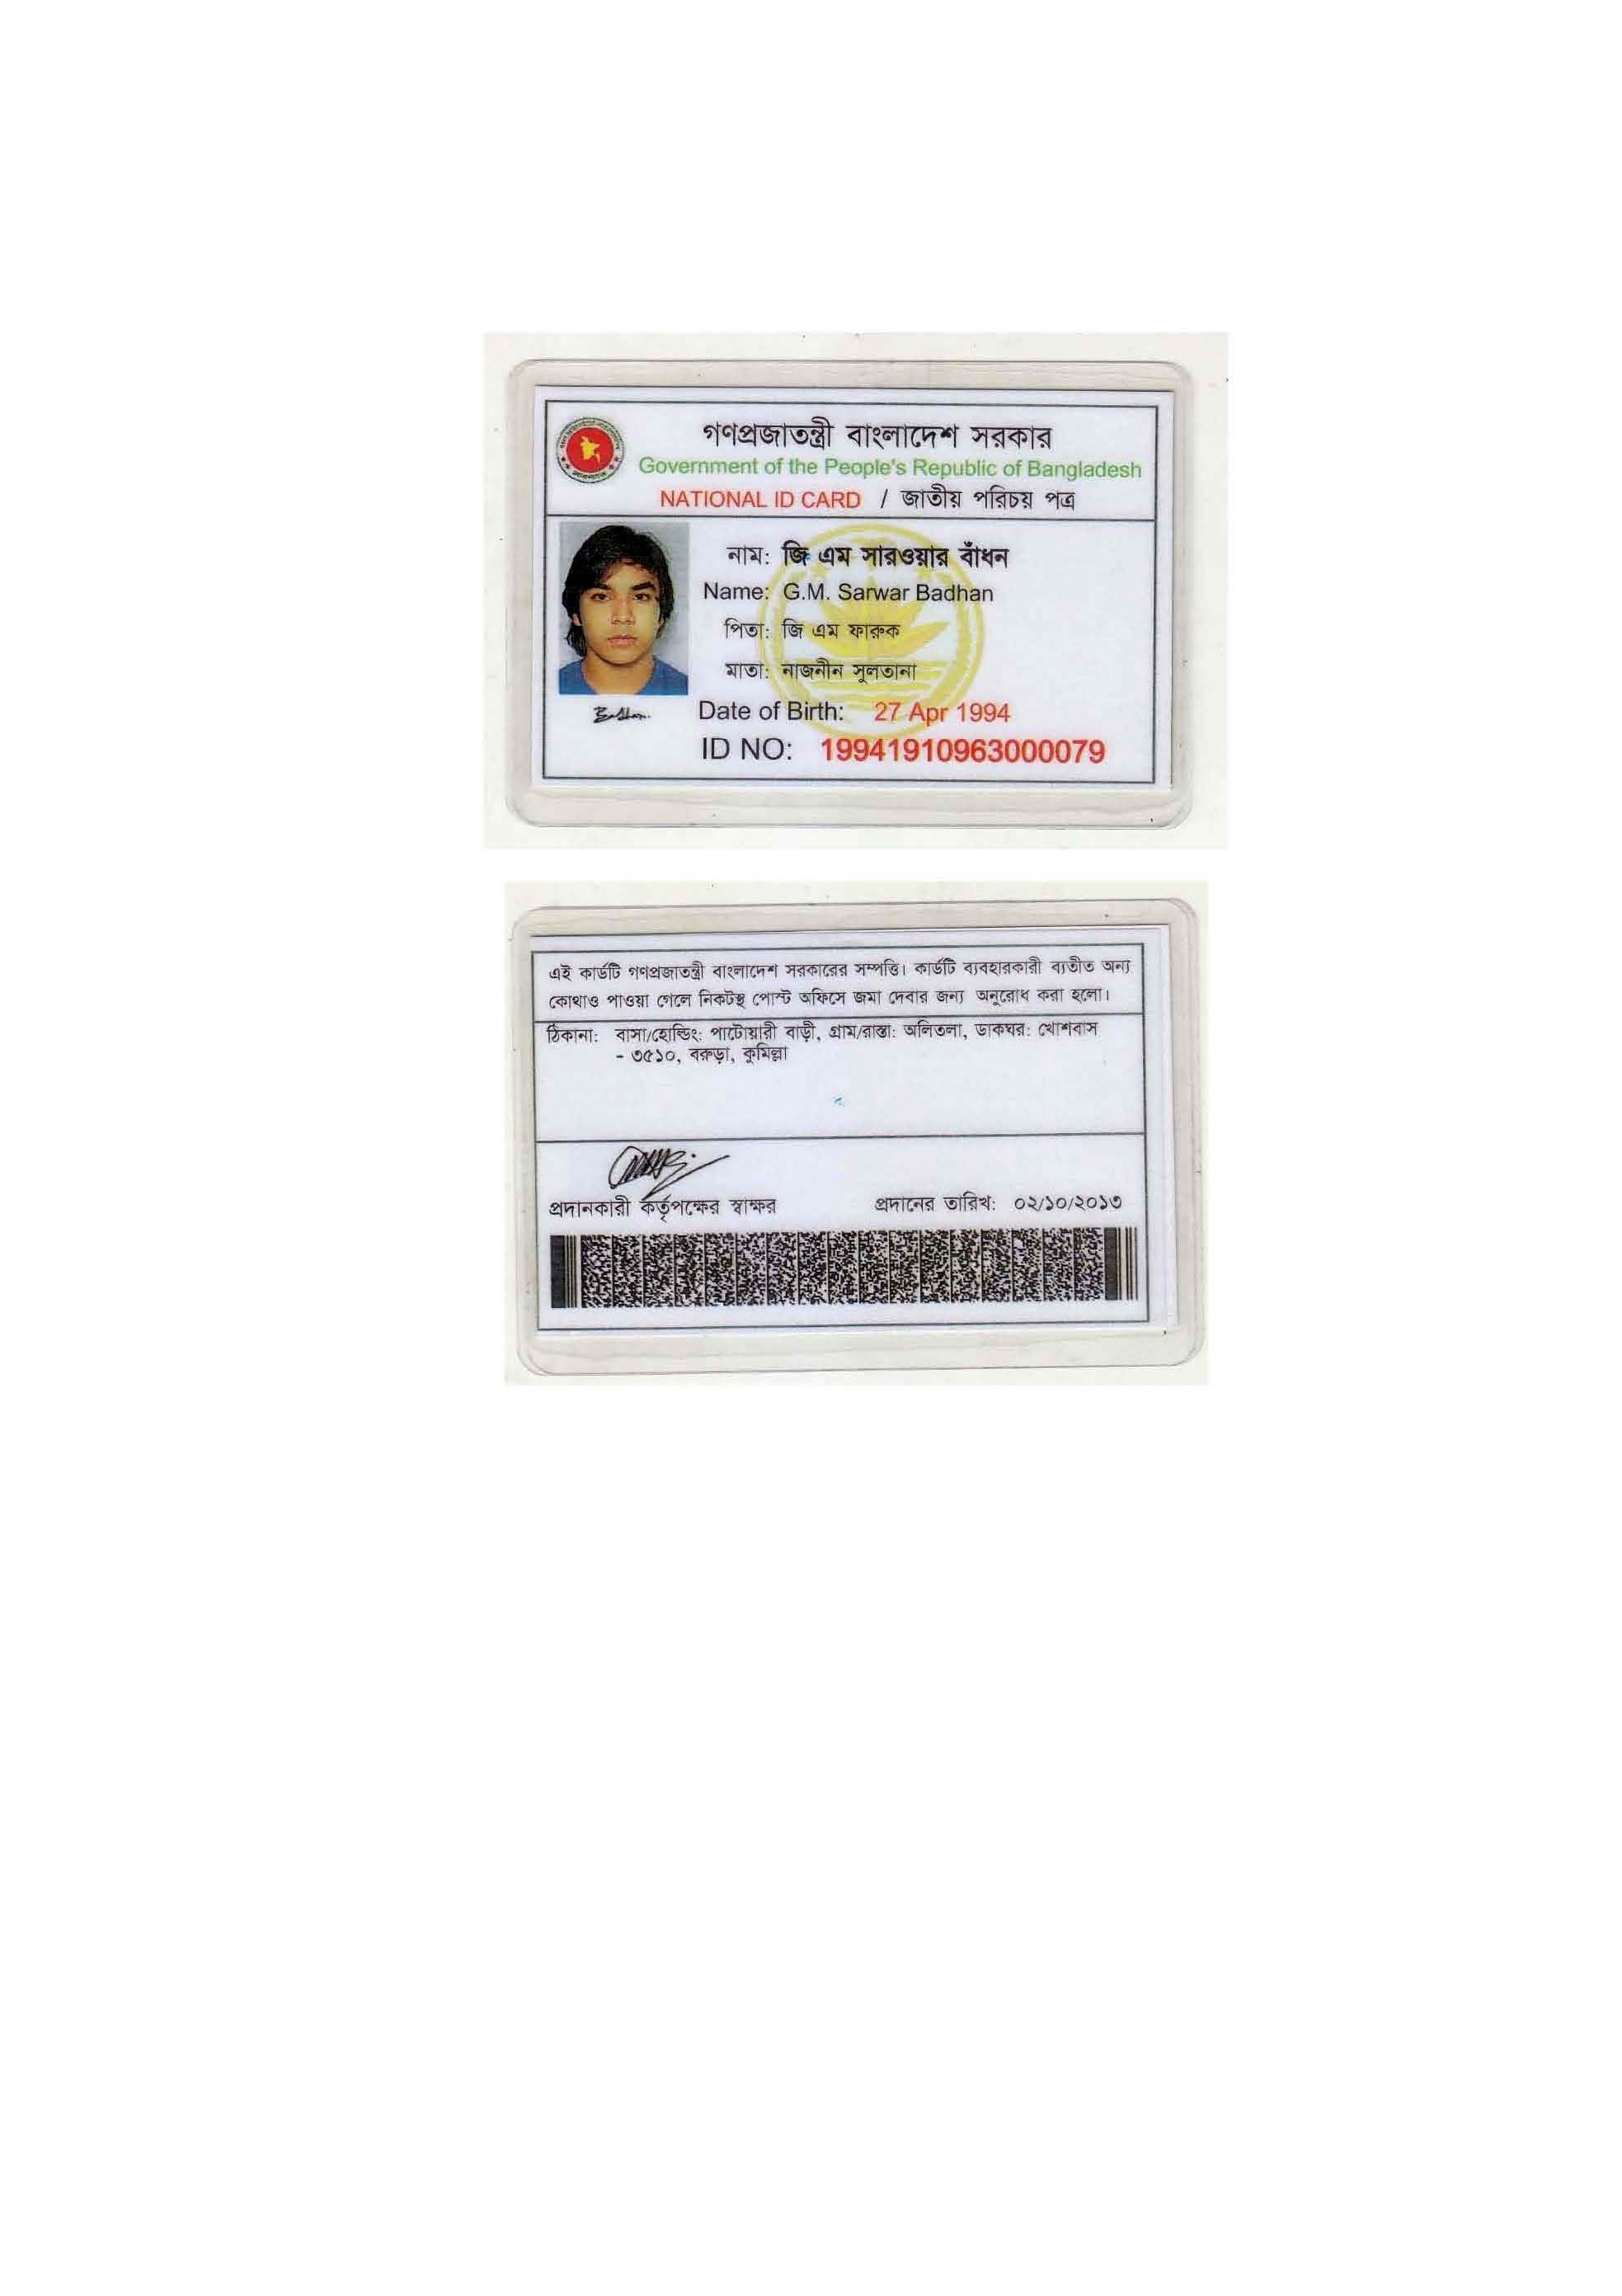 গণপ্রজাতন্ত্রী বাংলাদেশ সরকার
Government of the People's Republic of Bangladesh
NATIONAL ID CARD / জাতীয় পরিচয় পত্র
নাম: জি এম সারওয়ার বাঁধন
Name: G.M. Sarwar Badhan
পিতা: জি এম ফারুক
মাতা: নাজনীন সুলতানা
Badhan.
Date of Birth: 27 Apr 1994
ID NO: 19941910963000079
এই কার্ডটি গণপ্রজাতন্ত্রী বাংলাদেশ সরকারের সম্পত্তি। কার্ডটি ব্যবহারকারী ব্যতীত অন্য
কোথাও পাওয়া গেলে নিকটস্থ পোস্ট অফিসে জমা দেবার জন্য অনুরোধ করা হলো।
ঠিকানা: বাসা/হোল্ডিং: পাটোয়ারী বাড়ী, গ্রাম/রাস্তা: অলিতলা, ডাকঘর: খোশবাস
- ৩৫১০, বরুড়া, কুমিল্লা
প্রদানকারী কর্তৃপক্ষের স্বাক্ষর প্রদানের তারিখ: ০২/১০/২০১৩